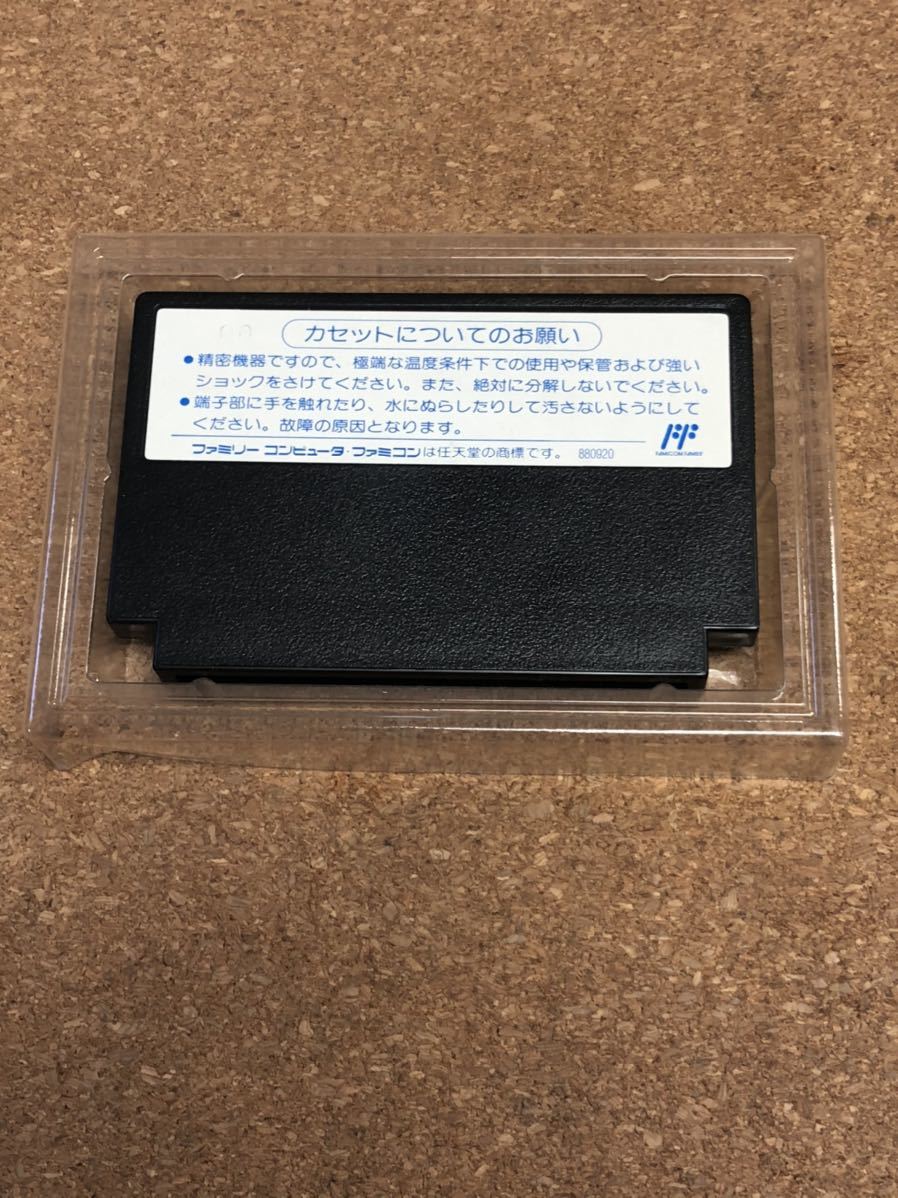 カセットについてのお願い
●精密機器ですので、極端な温度条件下での使用や保管および強い
ショックをさけてください。また、絶対に分解しないでください。
●端子部に手を触れたり、水にぬらしたりして汚さないようにして
ください。故障の原因となります。
FAMICOM FAMILY
ファミリー コンピュータ・ファミコンは任天堂の商標です。 880920